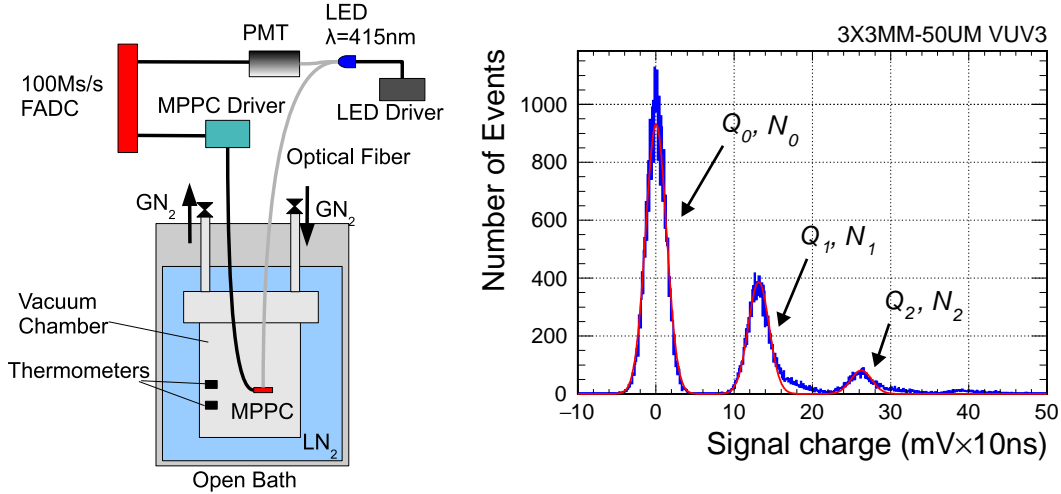 LED
λ=415nm
PMT
100Ms/s
FADC
MPPC Driver
LED Driver
Optical Fiber
GN2
GN2
Vacuum
Chamber
Thermometers
MPPC
LN2
Open Bath
3X3MM-50UM VUV3
Number of Events
1000
800
600
400
200
0
Q0, N0
Q1, N1
Q2, N2
−10 0 10 20 30 40 50
Signal charge (mV×10ns)